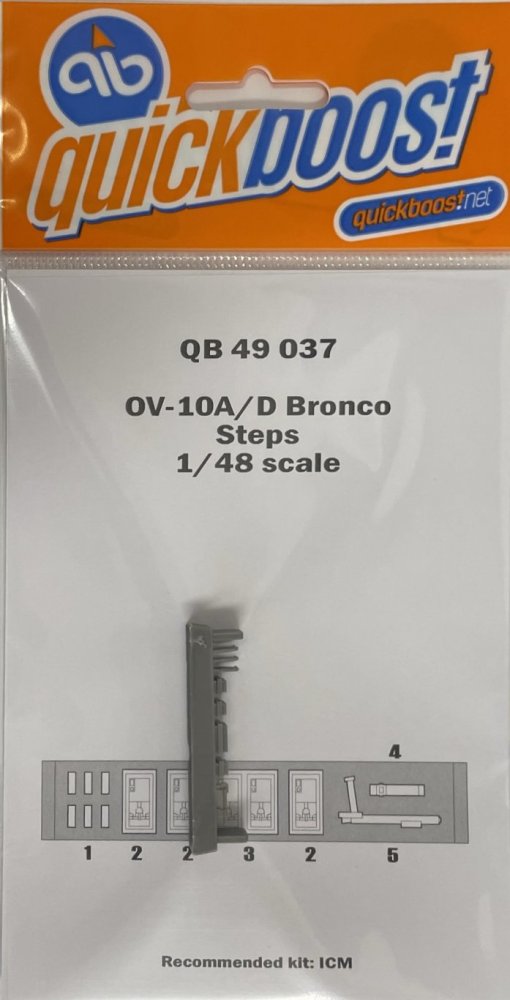 qb
quickboost
quickboost.net
QB 49 037
OV-10A/D Bronco
Steps
1/48 scale
4
1 2 2 3 2 5
Recommended kit: ICM